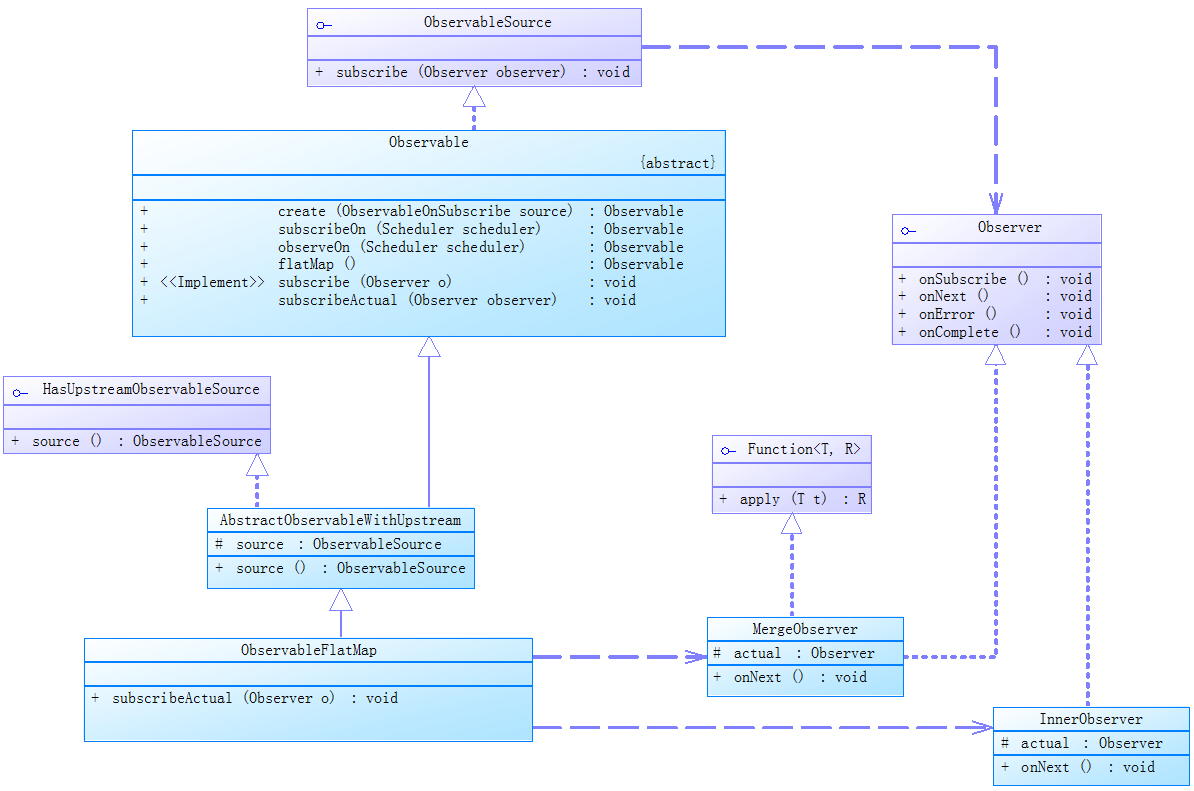 ObservableSource
+ subscribe (Observer observer) : void
Observable
{abstract}
+ create (ObservableOnSubscribe source) : Observable
+ subscribeOn (Scheduler scheduler) : Observable
+ observeOn (Scheduler scheduler) : Observable
+ flatMap () : Observable
+ <<Implement>> subscribe (Observer o) : void
+ subscribeActual (Observer observer) : void
Observer
+ onSubscribe () : void
+ onNext () : void
+ onError () : void
+ onComplete () : void
HasUpstreamObservableSource
+ source () : ObservableSource
Function<T, R>
+ apply (T t) : R
AbstractObservableWithUpstream
# source : ObservableSource
+ source () : ObservableSource
MergeObserver
# actual : Observer
+ onNext () : void
ObservableFlatMap
+ subscribeActual (Observer o) : void
InnerObserver
# actual : Observer
+ onNext () : void